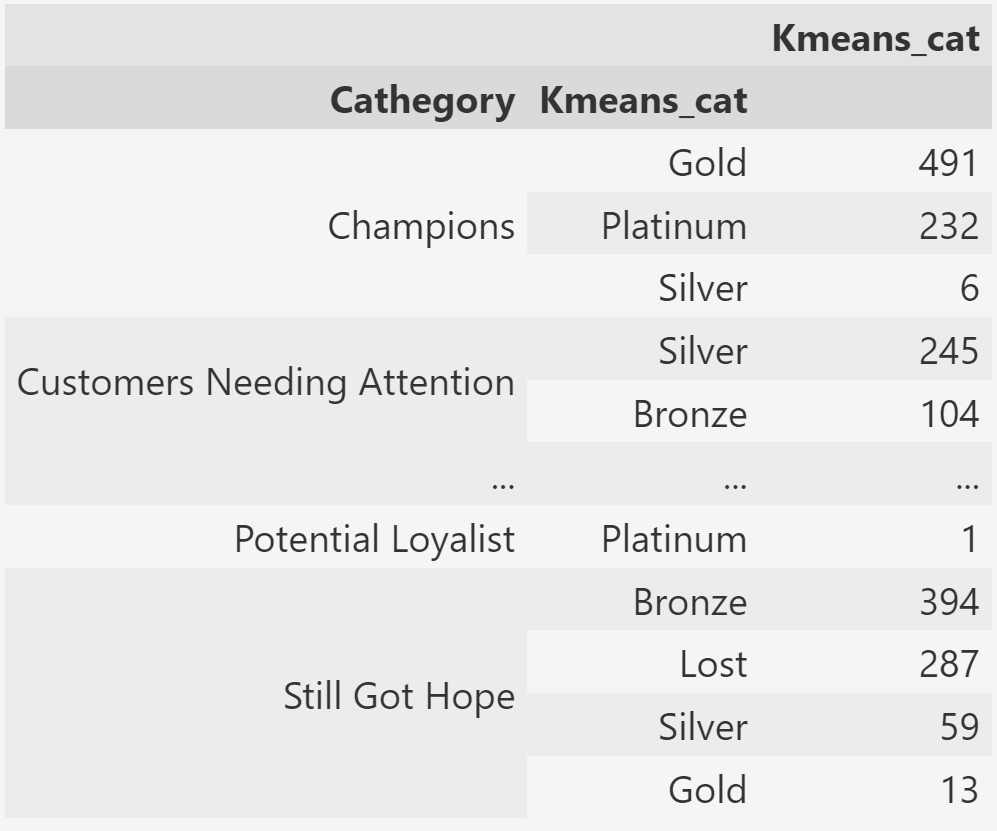 Kmeans_cat
Cathegory Kmeans_cat
Gold 491
Champions Platinum 232
Silver 6
Silver 245
Customers Needing Attention
Bronze 104
... ... ...
Potential Loyalist Platinum 1
Bronze 394
Lost 287
Still Got Hope
Silver 59
Gold 13